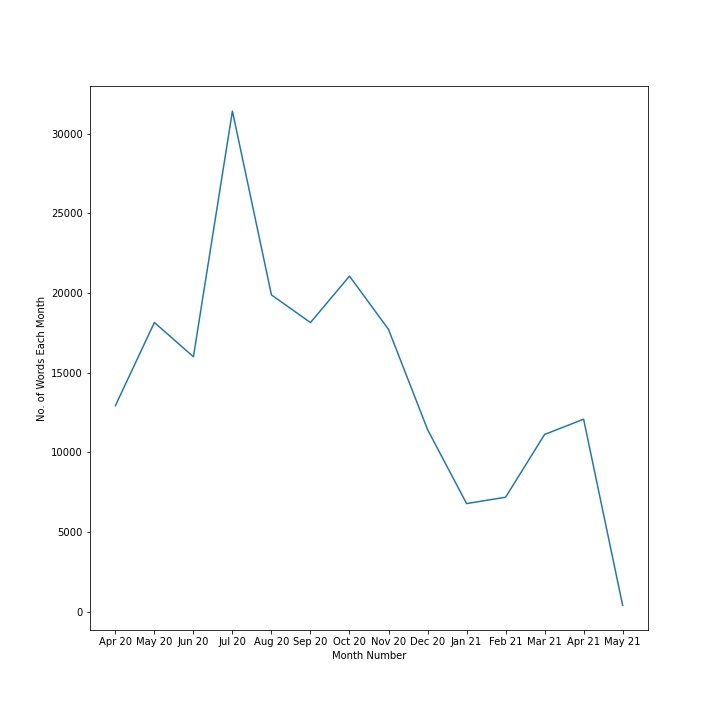 No. of Words Each Month
30000
25000
20000
15000
10000
5000
0
Apr 20 May 20 Jun 20 Jul 20 Aug 20 Sep 20 Oct 20 Nov 20 Dec 20 Jan 21 Feb 21 Mar 21 Apr 21 May 21
Month Number